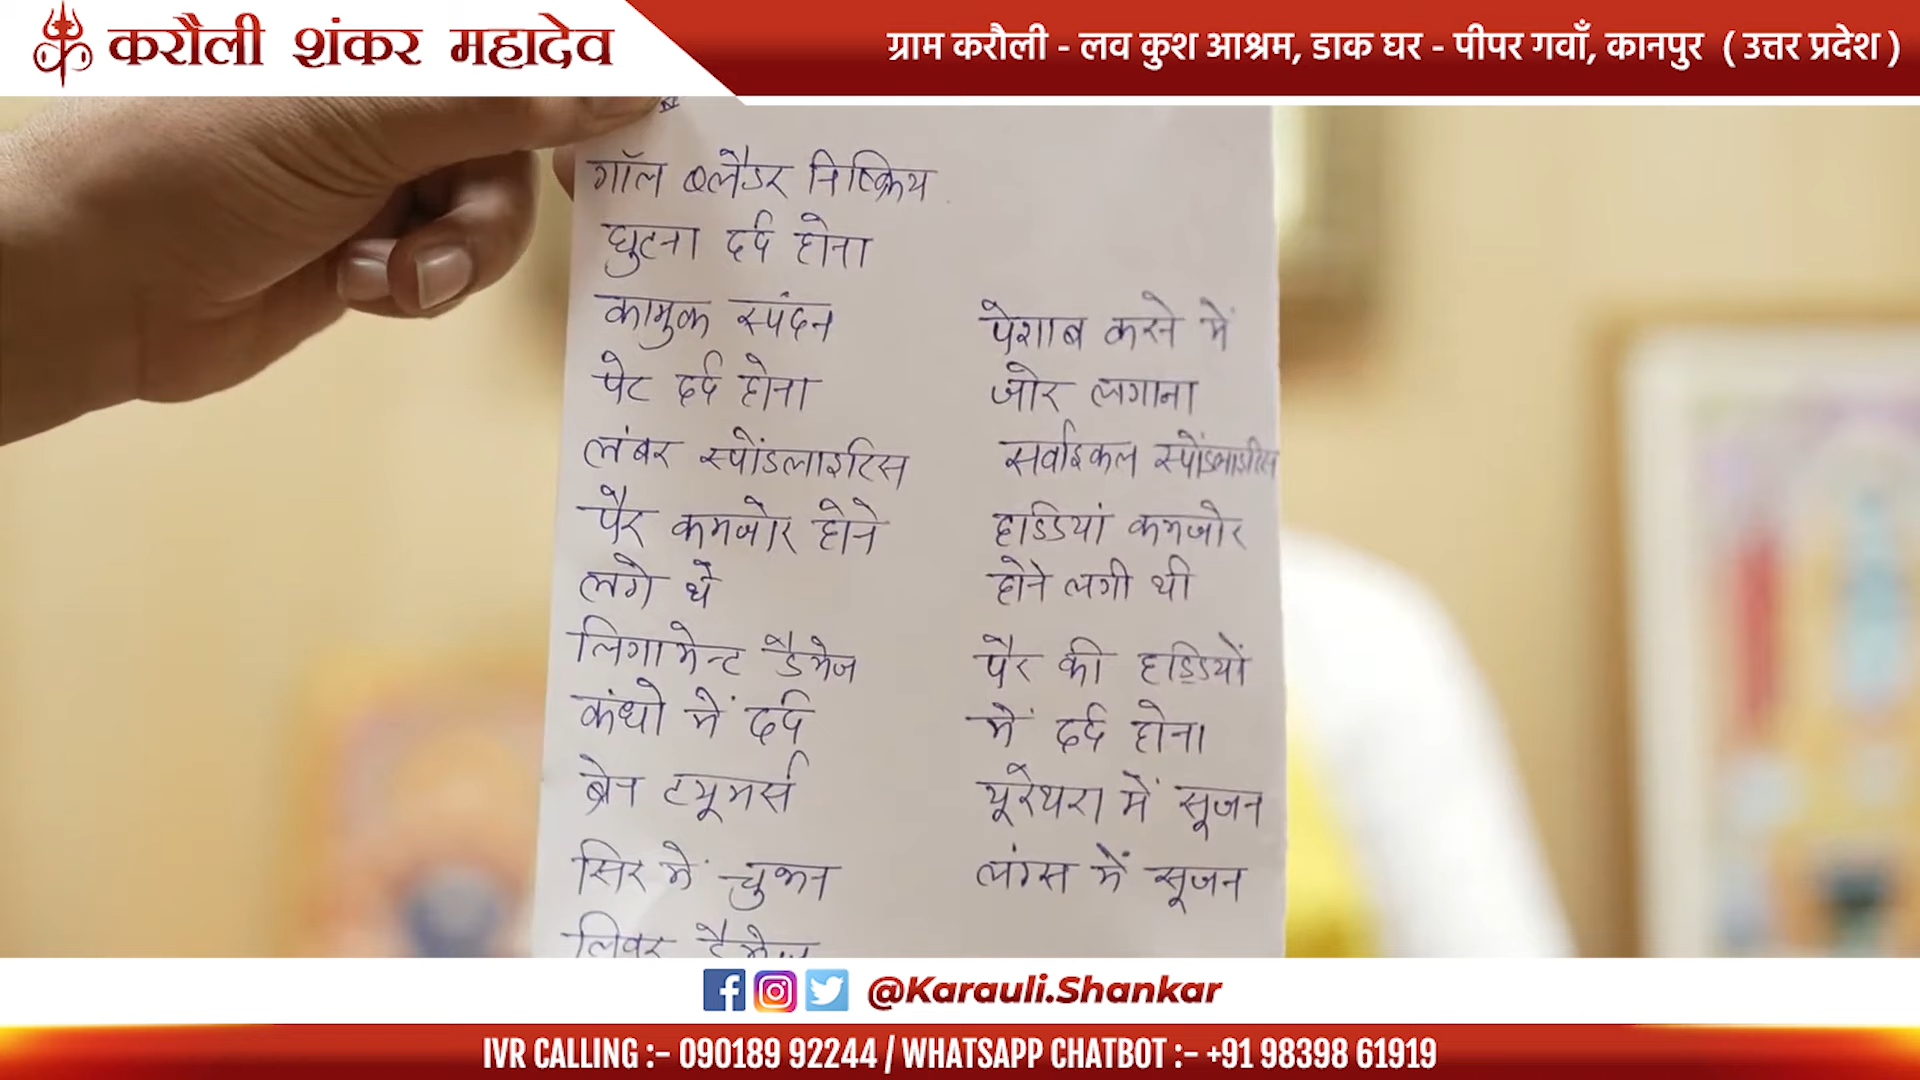 करौली शंकर महादेव
ग्राम करौली - लव कुश आश्रम, डाक घर - पीपर गवाँ, कानपुर ( उत्तर प्रदेश )
गॉल ब्लैडर निष्क्रिय
घुटना दर्द होना
कामुक स्पंदन
पेट दर्द होना
लंबर स्पोंडलाइटिस
पैर कमजोर होने
लगे थे
लिगामेन्ट डैमेज
कंधो में दर्द
ब्रेन ट्यूमर्स
सिर में चुभन
लिवर डैमेज
पेशाब करने में
जोर लगाना
सर्वाइकल स्पोंडलाइटिस
हडिडयां कमजोर
होने लगी थी
पैर की हड्डियों
में दर्द होना
यूरेथरा में सूजन
लंग्स में सूजन
@Karauli.Shankar
IVR CALLING :- 090189 92244 / WHATSAPP CHATBOT :- +91 98398 61919